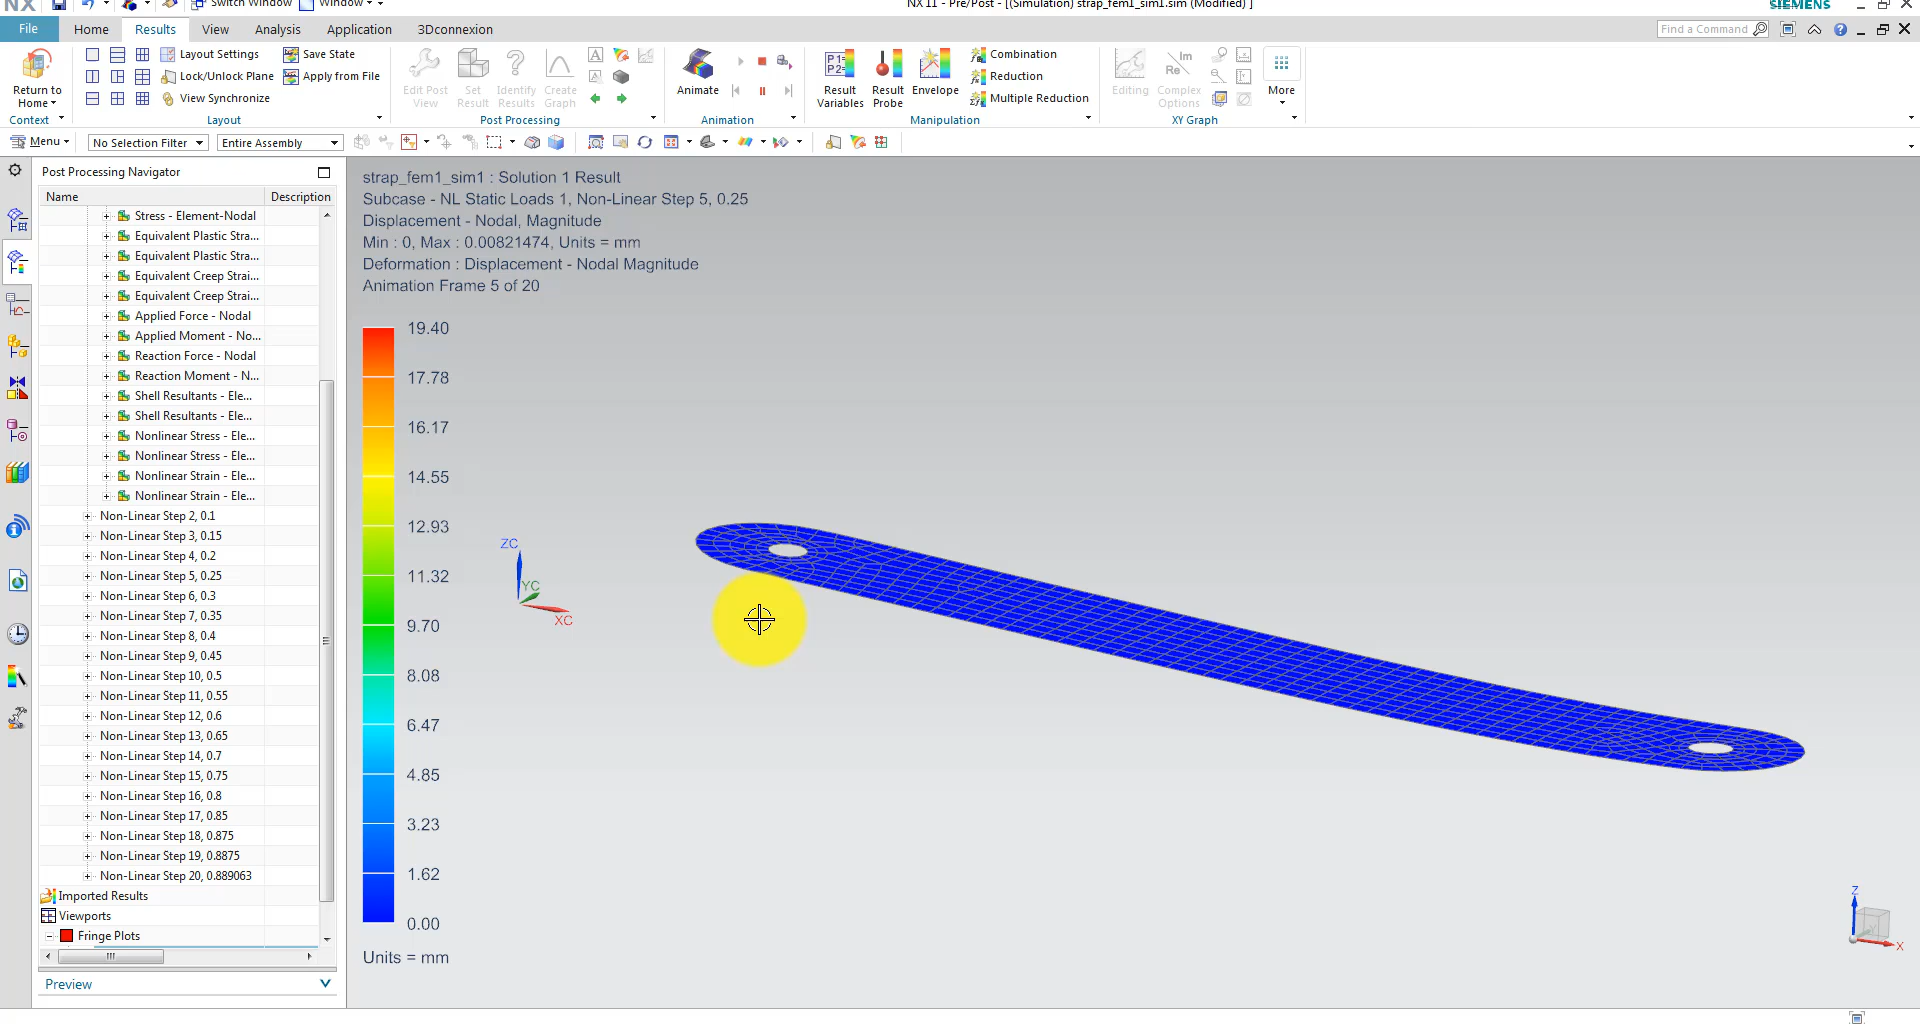 NX
Switch Window
Window
NX 11 - Pre/Post - [(Simulation) strap_fem1_sim1.sim (Modified) ]
SIEMENS
File
Home
Results
View
Analysis
Application
3Dconnexion
Find a Command
Return to Home
Context
Layout Settings
Lock/Unlock Plane
View Synchronize
Save State
Apply from File
Layout
Edit Post View
Set Result
Identify Results
Create Graph
Post Processing
Animate
Animation
P1=
P2=
Result Variables
Result Probe
Envelope
Combination
Reduction
Multiple Reduction
Manipulation
Editing
Im
Re
Complex Options
More
XY Graph
Menu
No Selection Filter
Entire Assembly
Post Processing Navigator
Name
Description
Stress - Element-Nodal
Equivalent Plastic Stra...
Equivalent Plastic Stra...
Equivalent Creep Strai...
Equivalent Creep Strai...
Applied Force - Nodal
Applied Moment - No...
Reaction Force - Nodal
Reaction Moment - N...
Shell Resultants - Ele...
Shell Resultants - Ele...
Nonlinear Stress - Ele...
Nonlinear Stress - Ele...
Nonlinear Strain - Ele...
Nonlinear Strain - Ele...
Non-Linear Step 2, 0.1
Non-Linear Step 3, 0.15
Non-Linear Step 4, 0.2
Non-Linear Step 5, 0.25
Non-Linear Step 6, 0.3
Non-Linear Step 7, 0.35
Non-Linear Step 8, 0.4
Non-Linear Step 9, 0.45
Non-Linear Step 10, 0.5
Non-Linear Step 11, 0.55
Non-Linear Step 12, 0.6
Non-Linear Step 13, 0.65
Non-Linear Step 14, 0.7
Non-Linear Step 15, 0.75
Non-Linear Step 16, 0.8
Non-Linear Step 17, 0.85
Non-Linear Step 18, 0.875
Non-Linear Step 19, 0.8875
Non-Linear Step 20, 0.889063
Imported Results
Viewports
Fringe Plots
Preview
strap_fem1_sim1 : Solution 1 Result
Subcase - NL Static Loads 1, Non-Linear Step 5, 0.25
Displacement - Nodal, Magnitude
Min : 0, Max : 0.00821474, Units = mm
Deformation : Displacement - Nodal Magnitude
Animation Frame 5 of 20
19.40
17.78
16.17
14.55
12.93
11.32
9.70
8.08
6.47
4.85
3.23
1.62
0.00
Units = mm
ZC
YC
XC
Z
X